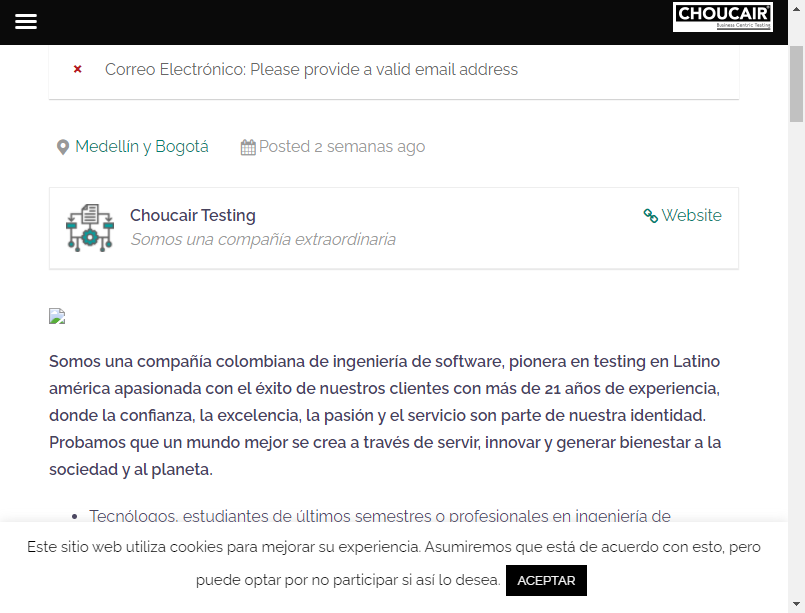 CHOUCAIR
Business Centric Testing
× Correo Electrónico: Please provide a valid email address
Medellín y Bogotá
Posted 2 semanas ago
Choucair Testing
Website
Somos una compañía extraordinaria
Somos una compañía colombiana de ingeniería de software, pionera en testing en Latino
américa apasionada con el éxito de nuestros clientes con más de 21 años de experiencia,
donde la confianza, la excelencia, la pasión y el servicio son parte de nuestra identidad.
Probamos que un mundo mejor se crea a través de servir, innovar y generar bienestar a la
sociedad y al planeta.
• Tecnólogos, estudiantes de últimos semestres o profesionales en ingeniería de
Este sitio web utiliza cookies para mejorar su experiencia. Asumiremos que está de acuerdo con esto, pero
puede optar por no participar si así lo desea. ACEPTAR